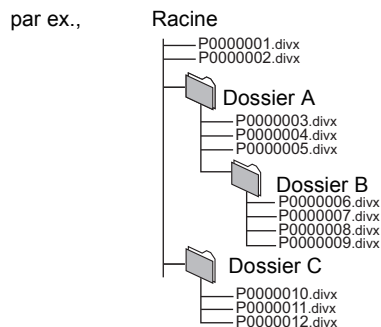 par ex., Racine
P0000001.divx
P0000002.divx
Dossier A
P0000003.divx
P0000004.divx
P0000005.divx
Dossier B
P0000006.divx
P0000007.divx
P0000008.divx
P0000009.divx
Dossier C
P0000010.divx
P0000011.divx
P0000012.divx